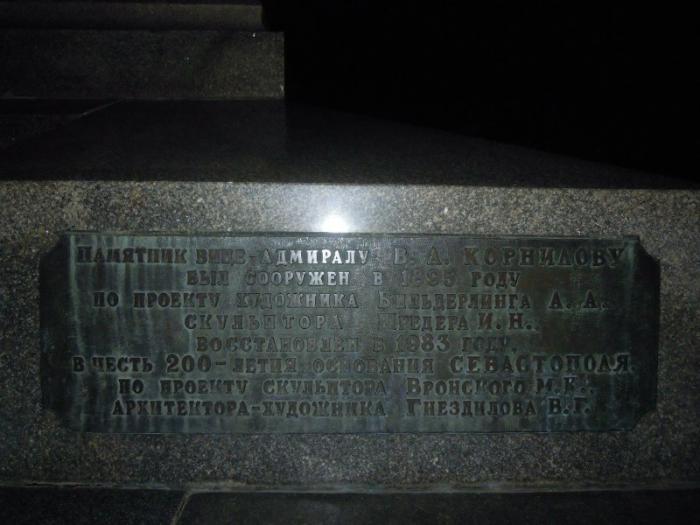 Памятник вице-адмиралу В. А. Корнилову
был сооружен в 1895 году
по проекту художника Бильдерлинга А. А.
скульптора Шредера И. Н.
Восстановлен в 1983 году
в честь 200-летия основания Севастополя
по проекту скульптора Вронского М.К.,
архитектора-художника Гнездилова В.Г.